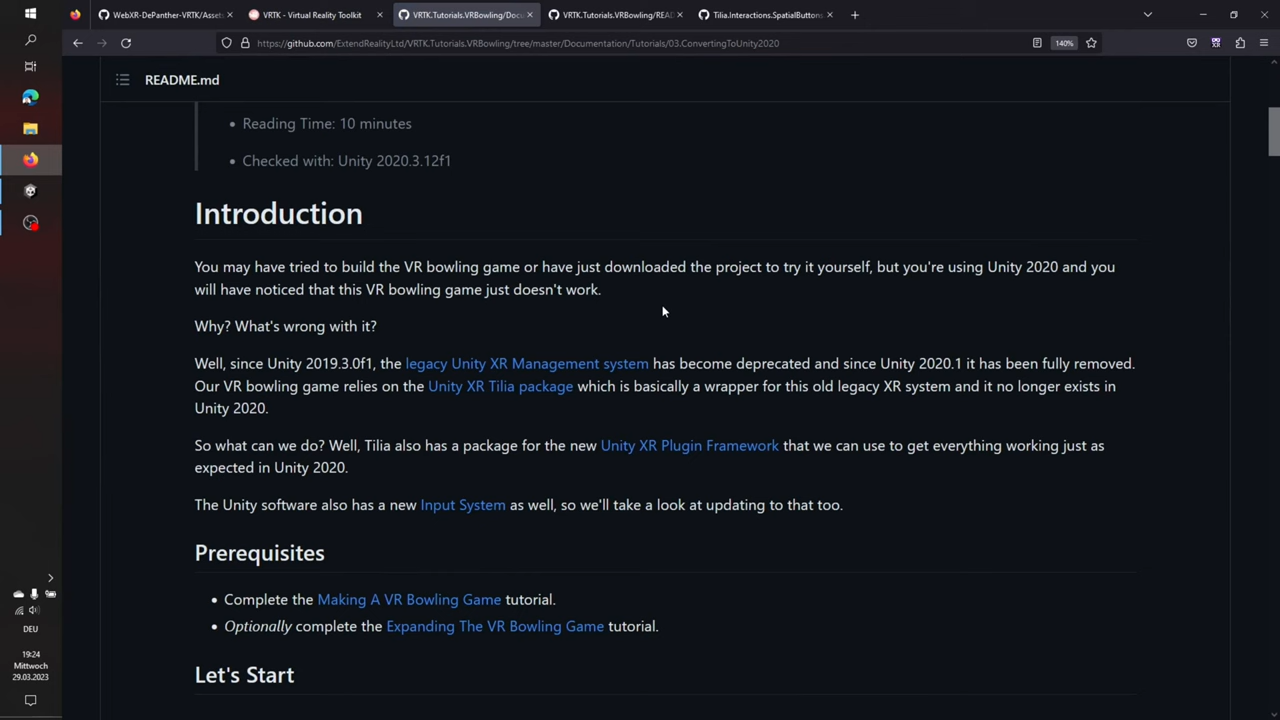 WebXR-DePanther-VRTK/Assets
VRTK - Virtual Reality Toolkit
VRTK.Tutorials.VRBowling/Docu
VRTK.Tutorials.VRBowling/READ
Tilia.Interactions.SpatialButtons
https://github.com/ExtendRealityLtd/VRTK.Tutorials.VRBowling/tree/master/Documentation/Tutorials/03.ConvertingToUnity2020
140%
README.md
• Reading Time: 10 minutes
• Checked with: Unity 2020.3.12f1
Introduction
You may have tried to build the VR bowling game or have just downloaded the project to try it yourself, but you're using Unity 2020 and you
will have noticed that this VR bowling game just doesn't work.
Why? What's wrong with it?
Well, since Unity 2019.3.0f1, the legacy Unity XR Management system has become deprecated and since Unity 2020.1 it has been fully removed.
Our VR bowling game relies on the Unity XR Tilia package which is basically a wrapper for this old legacy XR system and it no longer exists in
Unity 2020.
So what can we do? Well, Tilia also has a package for the new Unity XR Plugin Framework that we can use to get everything working just as
expected in Unity 2020.
The Unity software also has a new Input System as well, so we'll take a look at updating to that too.
Prerequisites
• Complete the Making A VR Bowling Game tutorial.
• Optionally complete the Expanding The VR Bowling Game tutorial.
Let's Start
DEU
19:24
Mittwoch
29.03.2023